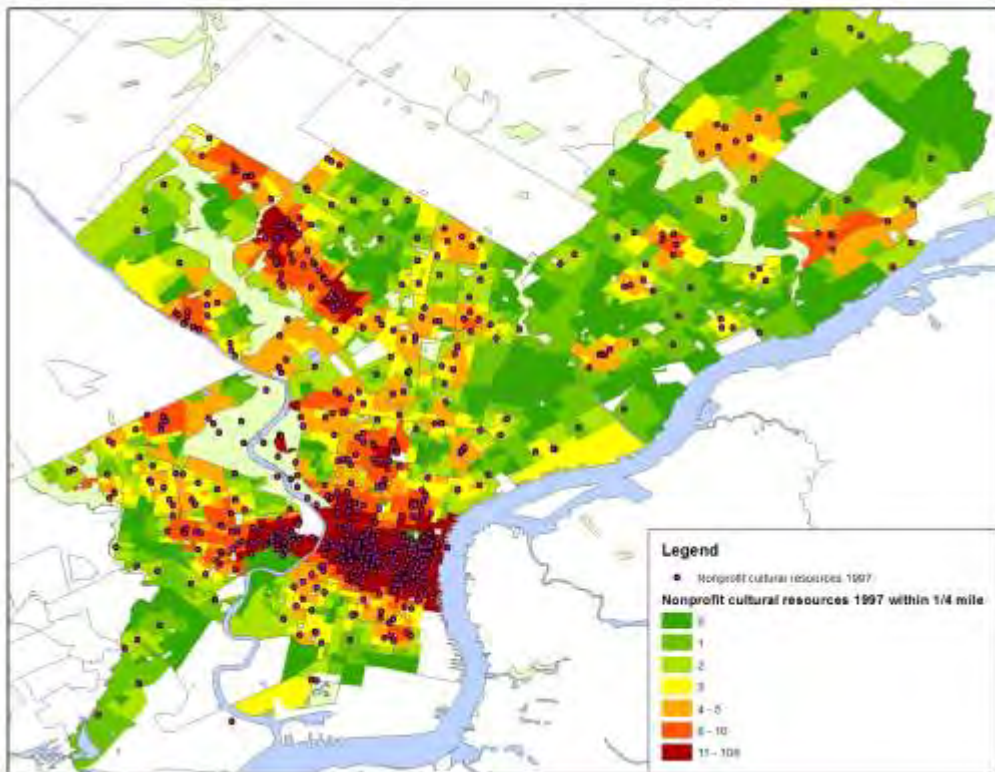 Legend
Nonprofit cultural resources 1997
Nonprofit cultural resources 1997 within 1/4 mile
0
1
2
3
4 - 5
6 - 10
11 - 108